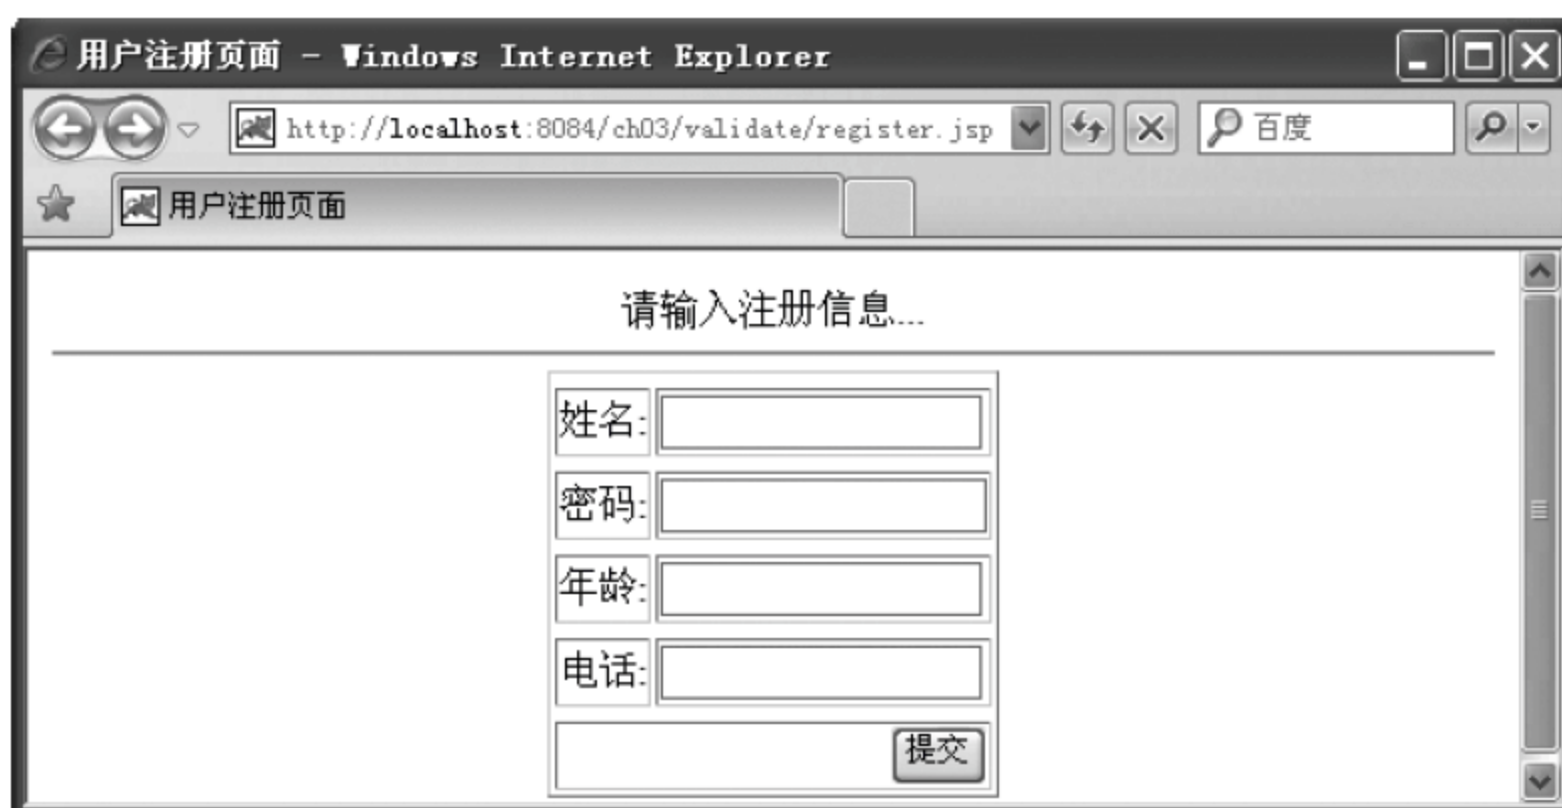 用户注册页面 - Windows Internet Explorer
http://localhost:8084/ch03/validate/register.jsp 百度
用户注册页面
请输入注册信息...
姓名:
密码:
年龄:
电话:
提交